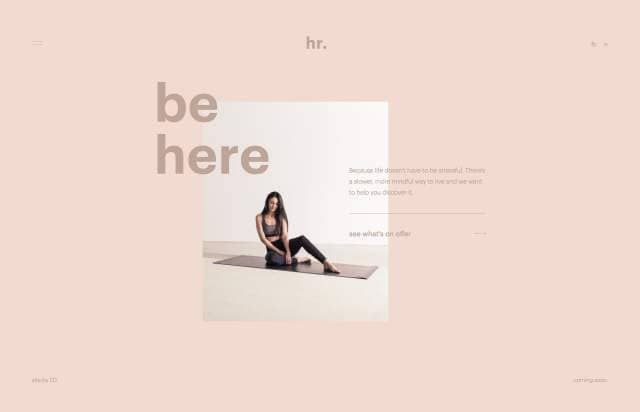 hr.
fb. in.
be
here
Because life doesn't have to be stressful. There's
a slower, more mindful way to live and we want
to help you discover it.
see what's on offer
site by CO
coming soon.